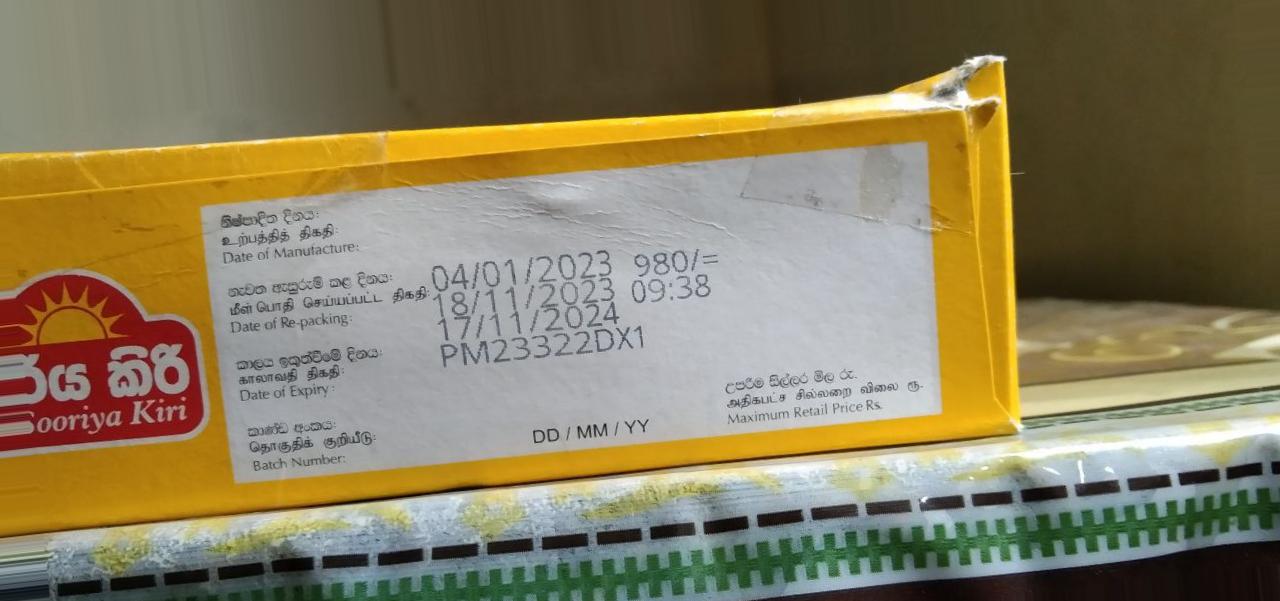 නිෂ්පාදිත දිනය:
உற்பத்தித் திகதி:
Date of Manufacture:
නැවත ඇසුරුම් කළ දිනය:
மீள் பொதி செய்யப்பட்ட திகதி:
Date of Re-packing:
කාලය ඉකුත්වීමේ දිනය:
காலாவதி திகதி:
Date of Expiry:
කාණ්ඩ අංකය:
தொகுதிக் குறியீடு:
Batch Number:
04/01/2023 980/=
18/11/2023 09:38
17/11/2024
PM23322DX1
DD / MM / YY
උපරිම සිල්ලර මිල රු.
அதிகபட்ச சில்லறை விலை ரூ.
Maximum Retail Price Rs.
රිය කිරි
Sooriya Kiri